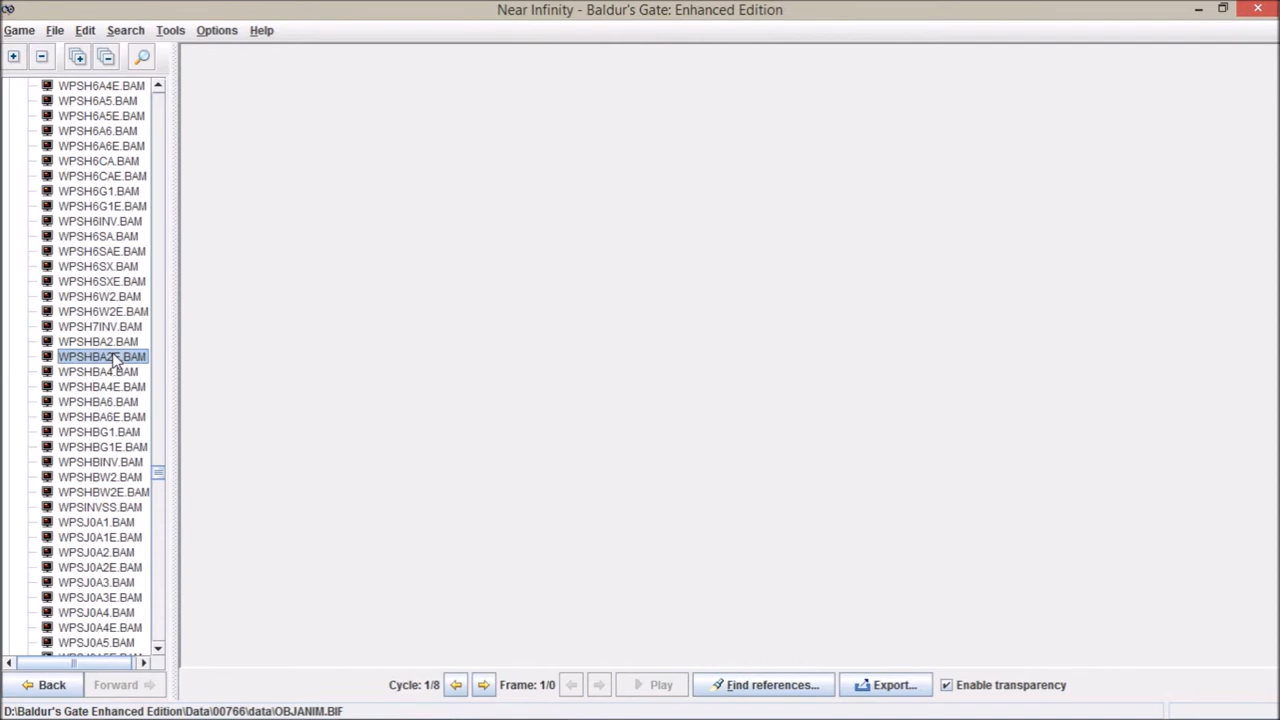 Near Infinity - Baldur's Gate: Enhanced Edition
Game File Edit Search Tools Options Help
WPSH6A4E.BAM
WPSH6A5.BAM
WPSH6A5E.BAM
WPSH6A6.BAM
WPSH6A6E.BAM
WPSH6CA.BAM
WPSH6CAE.BAM
WPSH6G1.BAM
WPSH6G1E.BAM
WPSH6INV.BAM
WPSH6SA.BAM
WPSH6SAE.BAM
WPSH6SX.BAM
WPSH6SXE.BAM
WPSH6W2.BAM
WPSH6W2E.BAM
WPSH7INV.BAM
WPSHBA2.BAM
WPSHBA2E.BAM
WPSHBA4.BAM
WPSHBA4E.BAM
WPSHBA6.BAM
WPSHBA6E.BAM
WPSHBG1.BAM
WPSHBG1E.BAM
WPSHBINV.BAM
WPSHBW2.BAM
WPSHBW2E.BAM
WPSINVSS.BAM
WPSJ0A1.BAM
WPSJ0A1E.BAM
WPSJ0A2.BAM
WPSJ0A2E.BAM
WPSJ0A3.BAM
WPSJ0A3E.BAM
WPSJ0A4.BAM
WPSJ0A4E.BAM
WPSJ0A5.BAM
Back Forward Cycle: 1/8 Frame: 1/0 Play Find references... Export... Enable transparency
D:\Baldur's Gate Enhanced Edition\Data\00766\data\OBJANIM.BIF